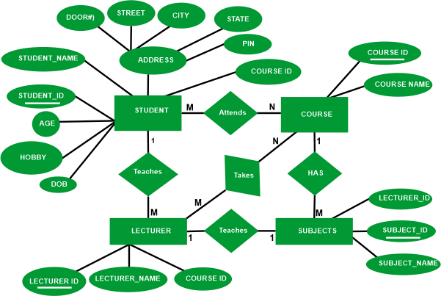 DOOR#)
STREET
CITY
STATE
PIN
STUDENT_NAME
ADDRESS
COURSE ID
COURSE ID
STUDENT_ID
COURSE NAME
STUDENT
M
Attends
N
COURSE
AGE
1
N
1
HOBBY
Teaches
Takes
HAS
DOB
M
M
M
LECTURER_ID
LECTURER
1
Teaches
1
SUBJECTS
SUBJECT_ID
SUBJECT_NAME
LECTURER ID
LECTURER_NAME
COURSE ID